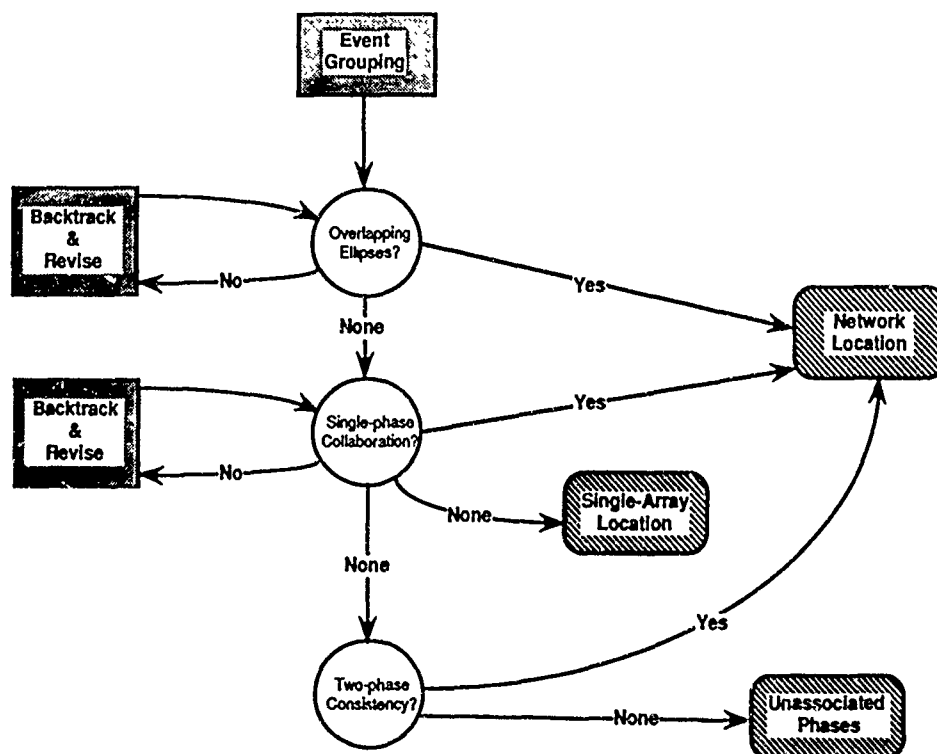 Event
Grouping
Backtrack
&
Revise
Overlapping
Ellipses?
No
Yes
None
Network
Location
Backtrack
&
Revise
Single-phase
Collaboration?
Yes
No
None
Single-Array
Location
None
Yes
Two-phase
Consistency?
None
Unassociated
Phases